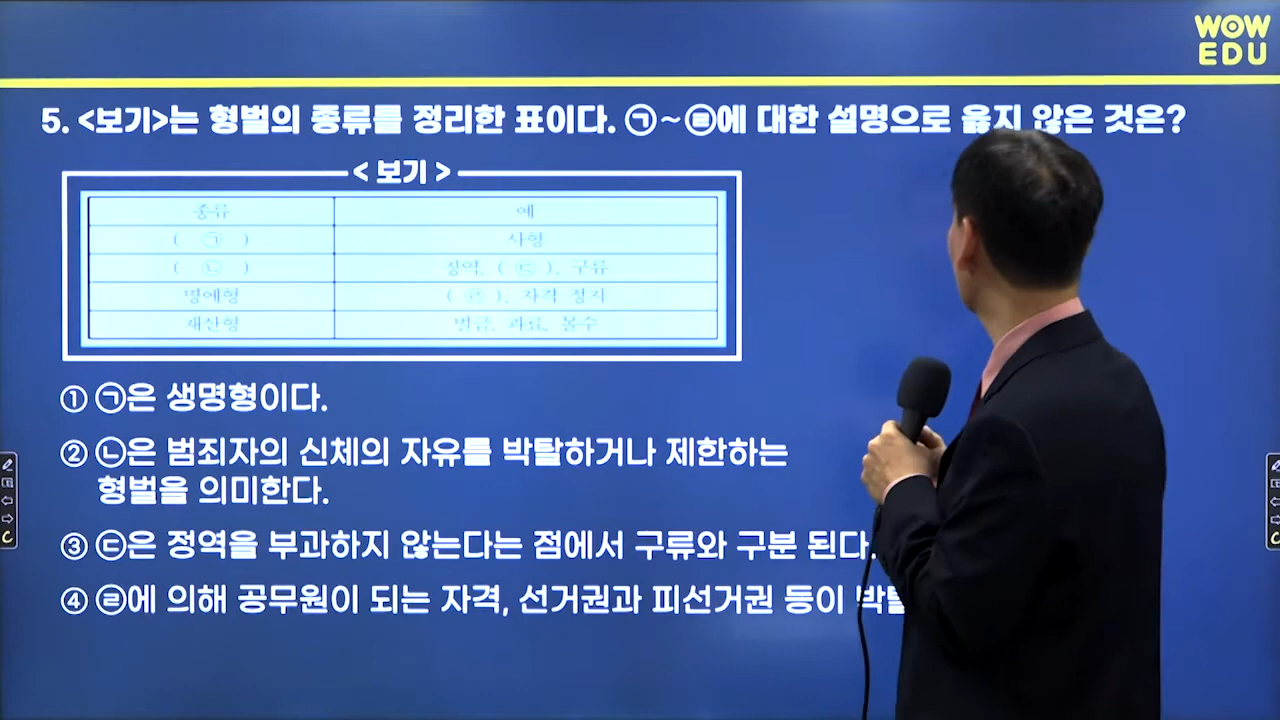 WOW
EDU
5. <보기>는 형벌의 종류를 정리한 표이다. ㉠~㉣에 대한 설명으로 옳지 않은 것은?
< 보기 >
종류 예
( ㉠ ) 사형
( ㉡ ) 징역, ( ㉢ ), 구류
명예형 ( ㉣ ), 자격 정지
재산형 벌금, 과료, 몰수
① ㉠은 생명형이다.
② ㉡은 범죄자의 신체의 자유를 박탈하거나 제한하는
형벌을 의미한다.
③ ㉢은 정역을 부과하지 않는다는 점에서 구류와 구분 된다.
④ ㉣에 의해 공무원이 되는 자격, 선거권과 피선거권 등이